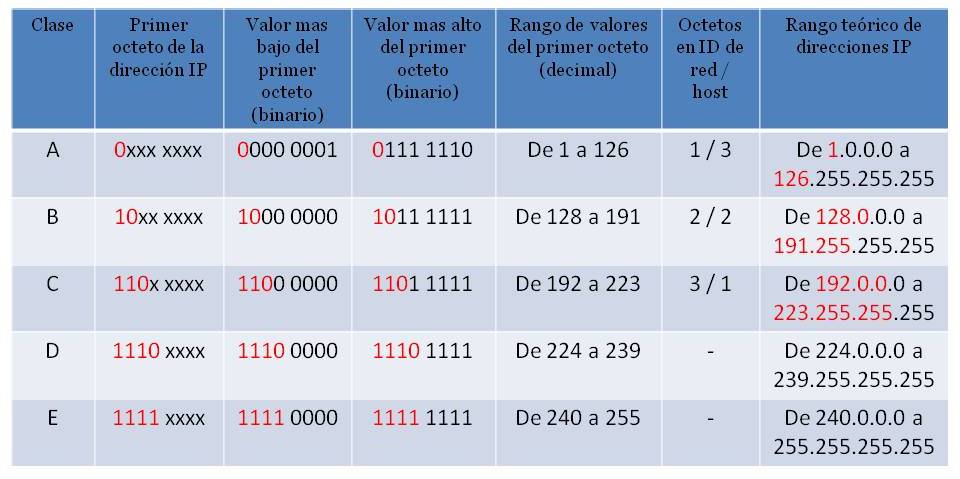 Clase
Primer
octeto de la
dirección IP
Valor mas
bajo del
primer
octeto
(binario)
Valor mas alto
del primer
octeto
(binario)
Rango de valores
del primer octeto
(decimal)
Octetos
en ID de
red /
host
Rango teórico de
direcciones IP
A
0xxx xxxx
0000 0001
0111 1110
De 1 a 126
1 / 3
De 1.0.0.0 a
126.255.255.255
B
10xx xxxx
1000 0000
1011 1111
De 128 a 191
2 / 2
De 128.0.0.0 a
191.255.255.255
C
110x xxxx
1100 0000
1101 1111
De 192 a 223
3 / 1
De 192.0.0.0 a
223.255.255.255
D
1110 xxxx
1110 0000
1110 1111
De 224 a 239
-
De 224.0.0.0 a
239.255.255.255
E
1111 xxxx
1111 0000
1111 1111
De 240 a 255
-
De 240.0.0.0 a
255.255.255.255